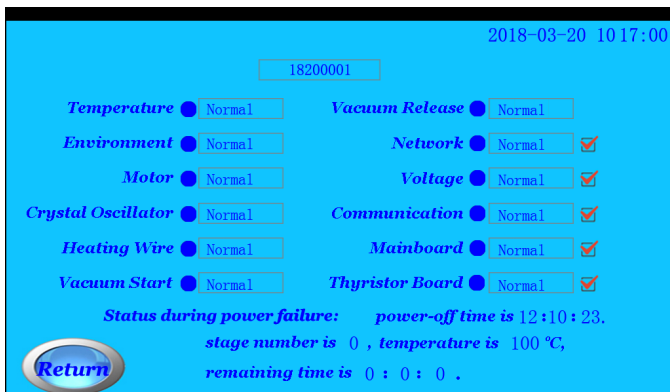 2018-03-20 10 17:00
18200001
Temperature Normal Vacuum Release Normal
Environment Normal Network Normal
Motor Normal Voltage Normal
Crystal Oscillator Normal Communication Normal
Heating Wire Normal Mainboard Normal
Vacuum Start Normal Thyristor Board Normal
Status during power failure: power-off time is 12:10:23.
stage number is 0 , temperature is 100 ℃,
remaining time is 0 : 0 : 0 .
Return